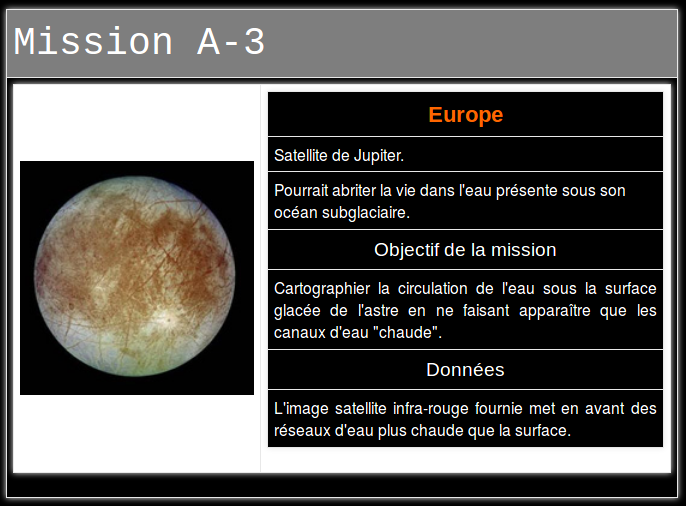 Mission A-3
Europe
Satellite de Jupiter.
Pourrait abriter la vie dans l'eau présente sous son
océan subglaciaire.
Objectif de la mission
Cartographier la circulation de l'eau sous la surface
glacée de l'astre en ne faisant apparaître que les
canaux d'eau "chaude".
Données
L'image satellite infra-rouge fournie met en avant des
réseaux d'eau plus chaude que la surface.